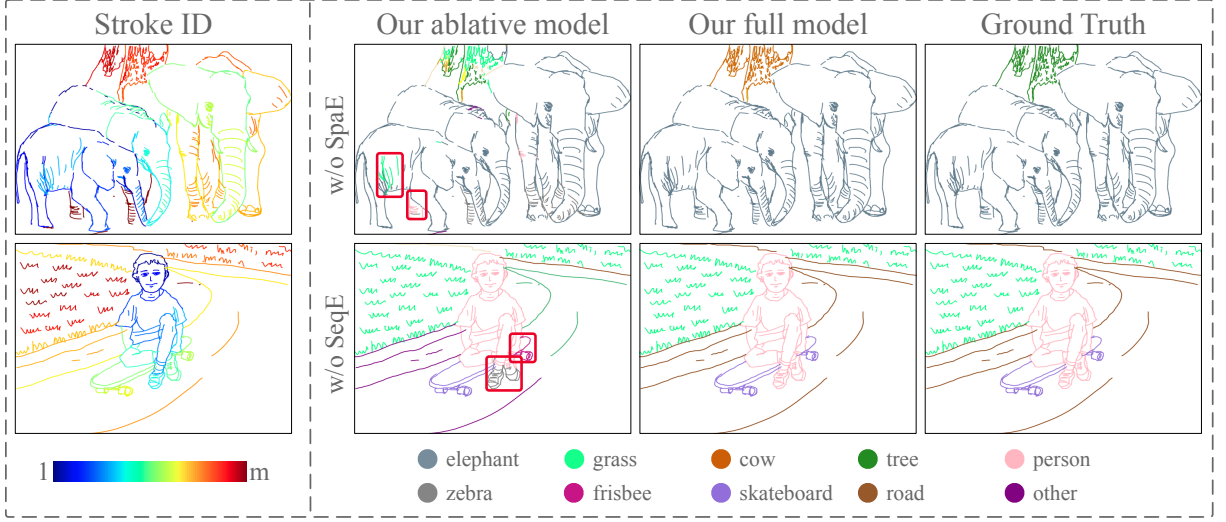 Stroke ID
Our ablative model
Our full model
Ground Truth
w/o SpaE
w/o SeqE
1 m
elephant grass cow tree person
zebra frisbee skateboard road other